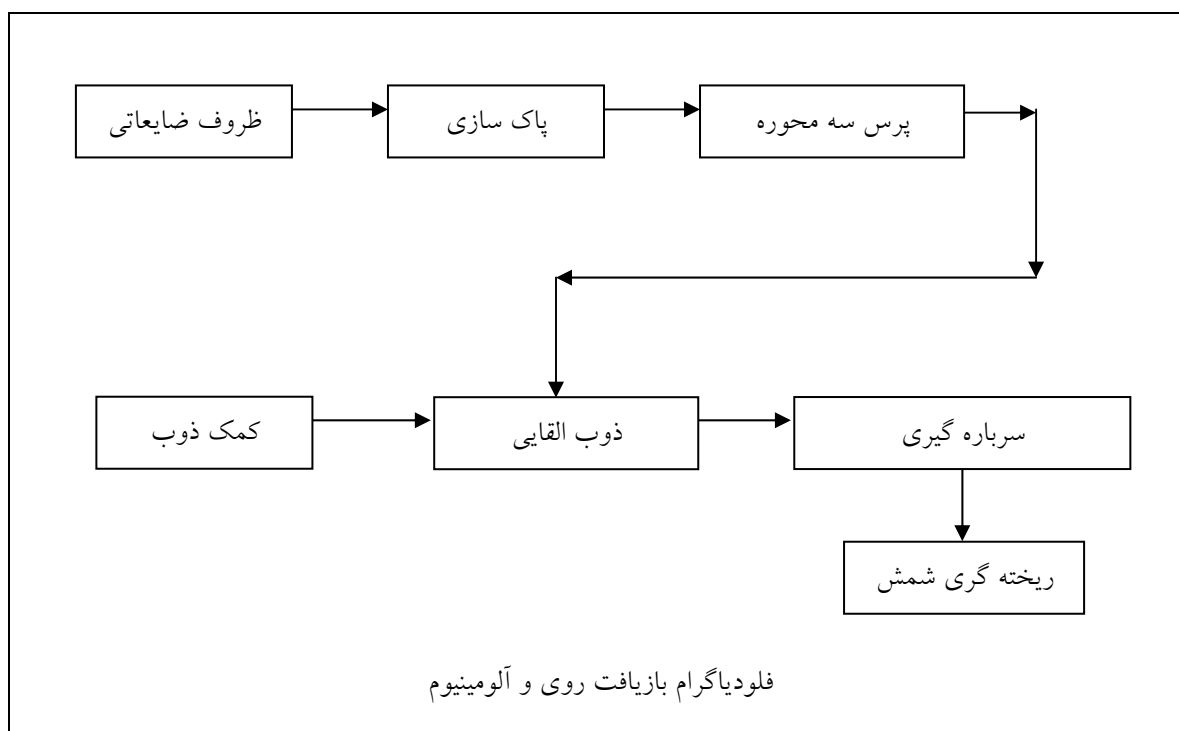 ظروف ضایعاتی
پاک سازی
پرس سه محوره
کمک ذوب
ذوب القایی
سرباره گیری
ریخته گری شمش
فلودیاگرام بازیافت روی و آلومینیوم